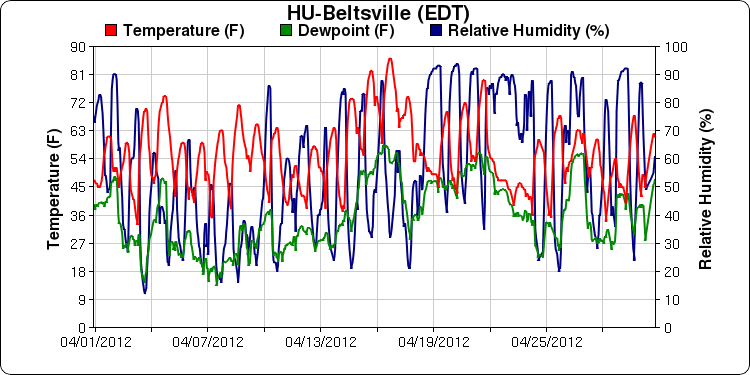 HU-Beltsville (EDT)
Temperature (F) Dewpoint (F) Relative Humidity (%)
90 100
81 90
72 80
63 70
54 60
45 50
36 40
27 30
18 20
9 10
0 0
Temperature (F)
Relative Humidity (%)
04/01/2012 04/07/2012 04/13/2012 04/19/2012 04/25/2012